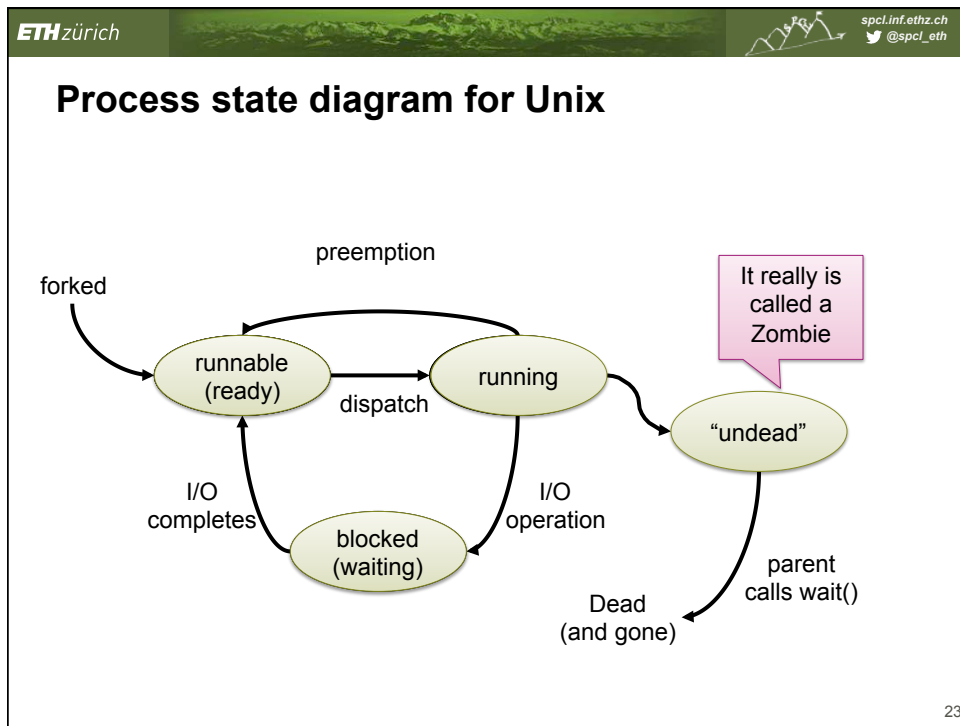 ETH zürich
spcl.inf.ethz.ch
@spcl_eth
Process state diagram for Unix
preemption
forked
It really is
called a
Zombie
runnable
(ready)
dispatch
running
“undead”
I/O
completes
I/O
operation
blocked
(waiting)
parent
calls wait()
Dead
(and gone)
23